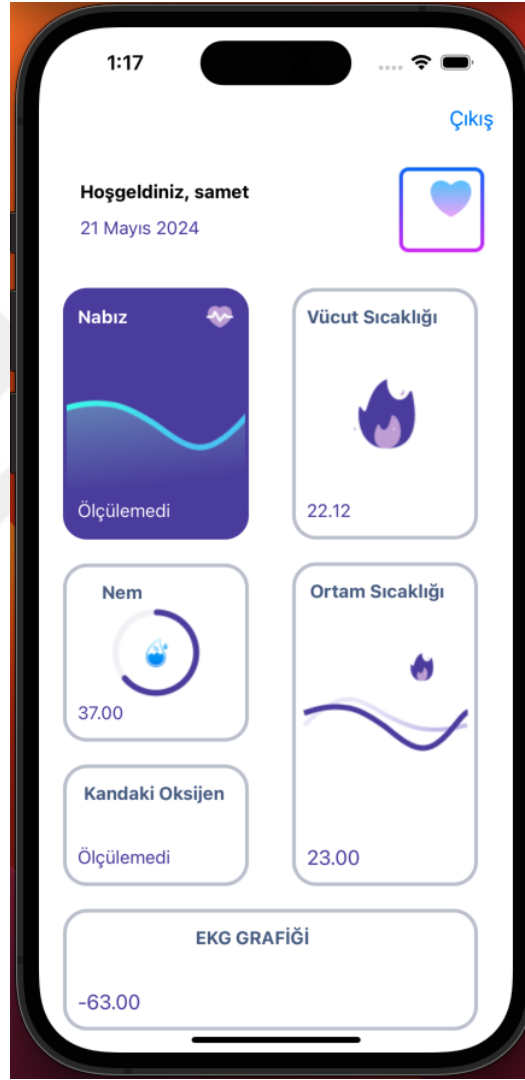 1:17
Çıkış
Hoşgeldiniz, samet
21 Mayıs 2024
Nabız
Ölçülemedi
Vücut Sıcaklığı
22.12
Nem
37.00
Ortam Sıcaklığı
23.00
Kandaki Oksijen
Ölçülemedi
EKG GRAFİĞİ
-63.00